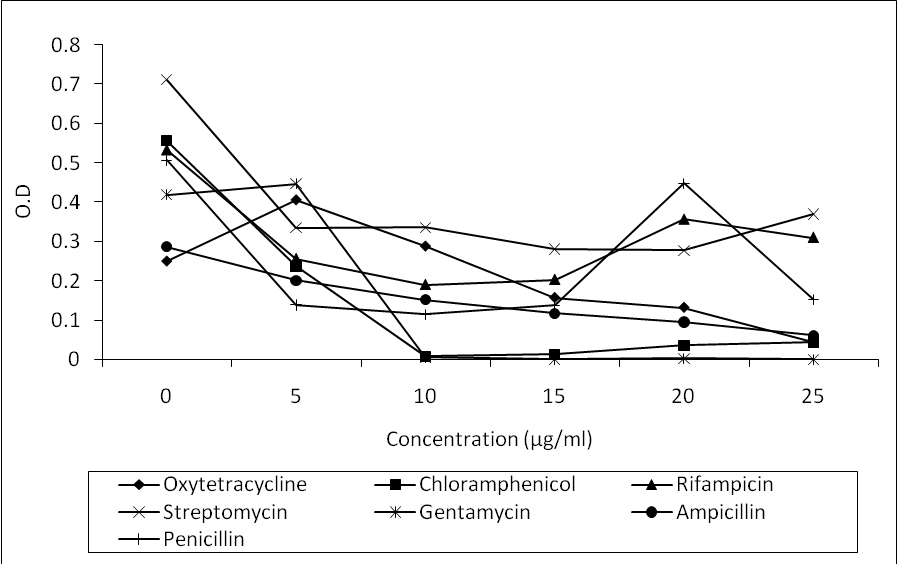 0.8
0.7
0.6
0.5
0.4
0.3
0.2
0.1
0
O.D
0 5 10 15 20 25
Concentration (µg/ml)
Oxytetracycline Chloramphenicol Rifampicin
Streptomycin Gentamycin Ampicillin
Penicillin